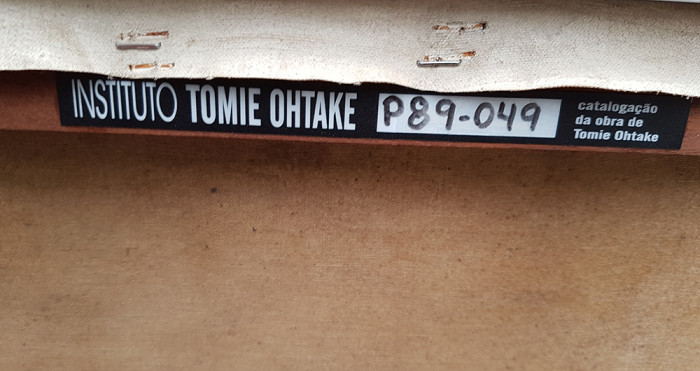 INSTITUTO TOMIE OHTAKE
P89-049
catalogação
da obra de
Tomie Ohtake